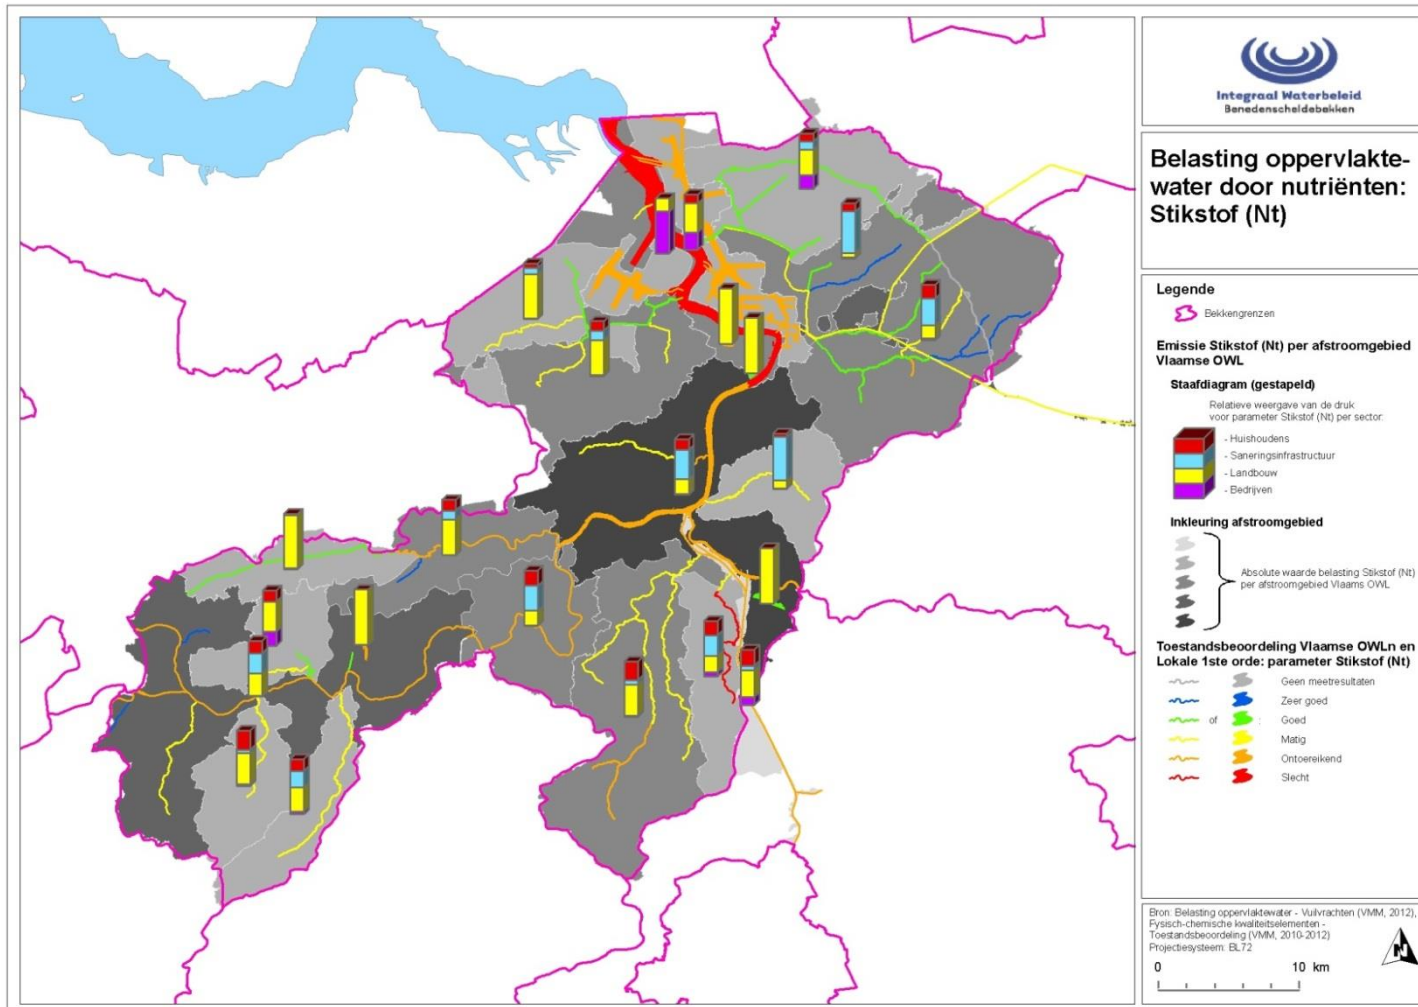 Integraal Waterbeleid
Benedenscheldebekken
Belasting oppervlakte-
water door nutriënten:
Stikstof (Nt)
Legende
Bekkengrenzen
Emissie Stikstof (Nt) per afstroomgebied
Vlaamse OWL
Staafdiagram (gestapeld)
Relatieve weergave van de druk
voor parameter Stikstof (Nt) per sector:
- Huishoudens
- Saneringsinfrastructuur
- Landbouw
- Bedrijven
Inkleuring afstroomgebied
Absolute waarde belasting Stikstof (Nt)
per afstroomgebied Vlaams OWL
Toestandsbeoordeling Vlaamse OWLn en
Lokale 1ste orde: parameter Stikstof (Nt)
Geen meetresultaten
Zeer goed
of : Goed
Matig
Ontoereikend
Slecht
Bron: Belasting oppervlaktewater - Vuilvrachten (VMM, 2012),
Fysisch-chemische kwaliteitselementen -
Toestandsbeoordeling (VMM, 2010-2012)
Projectiesysteem: BL72
N
0 10 km